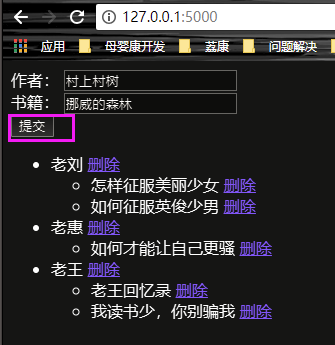 127.0.0.1:5000
应用 母婴康开发 荔康 问题解决
作者： 村上村树
书籍： 挪威的森林
提交
老刘 删除
怎样征服美丽少女 删除
如何征服英俊少男 删除
老惠 删除
如何才能让自己更骚 删除
老王 删除
老王回忆录 删除
我读书少，你别骗我 删除